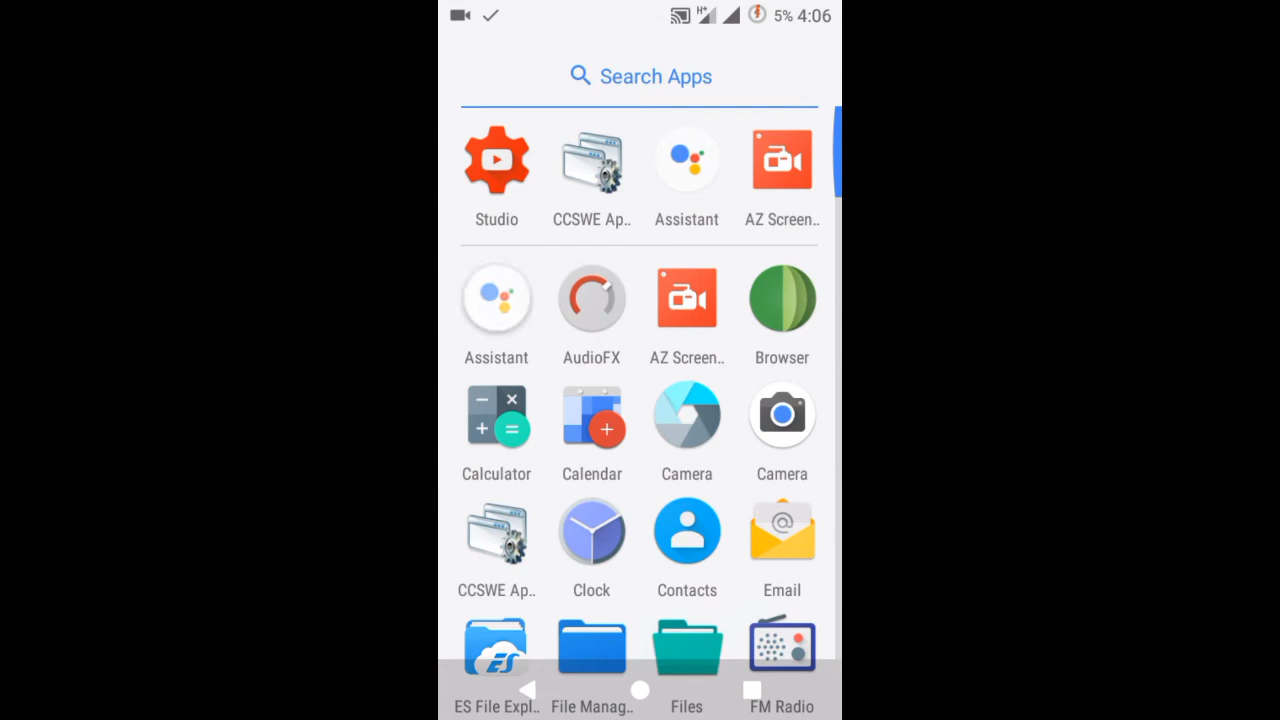 H+ 5% 4:06
Search Apps
Studio CCSWE Ap.. Assistant AZ Screen..
Assistant AudioFX AZ Screen.. Browser
Calculator Calendar Camera Camera
CCSWE Ap.. Clock Contacts Email
ES
ES File Expl.. File Manag.. Files FM Radio